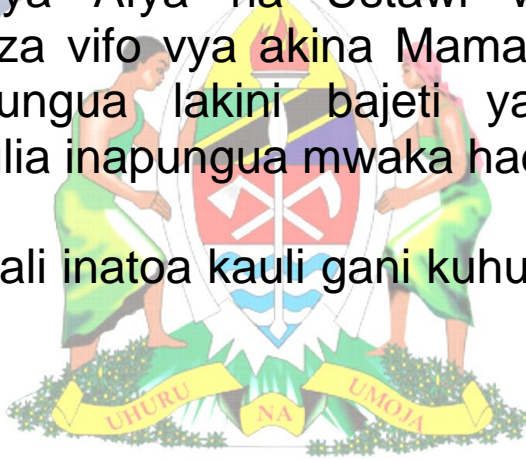 ya Afya na Ustawi w
za vifo vya akina Mama
ungua lakini bajeti ya
lia inapungua mwaka had
ali inatoa kauli gani kuhu
UHURU NA UMOJA